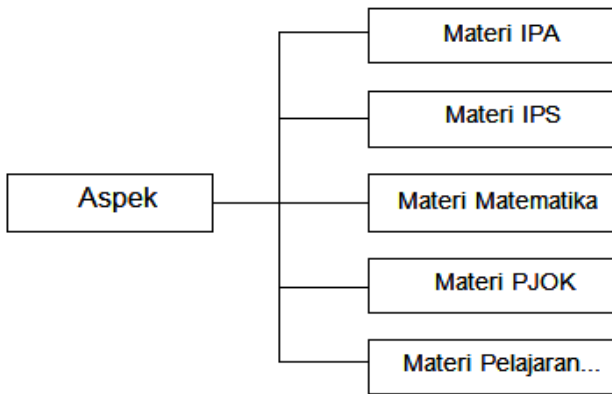 Materi IPA
Materi IPS
Aspek
Materi Matematika
Materi PJOK
Materi Pelajaran...